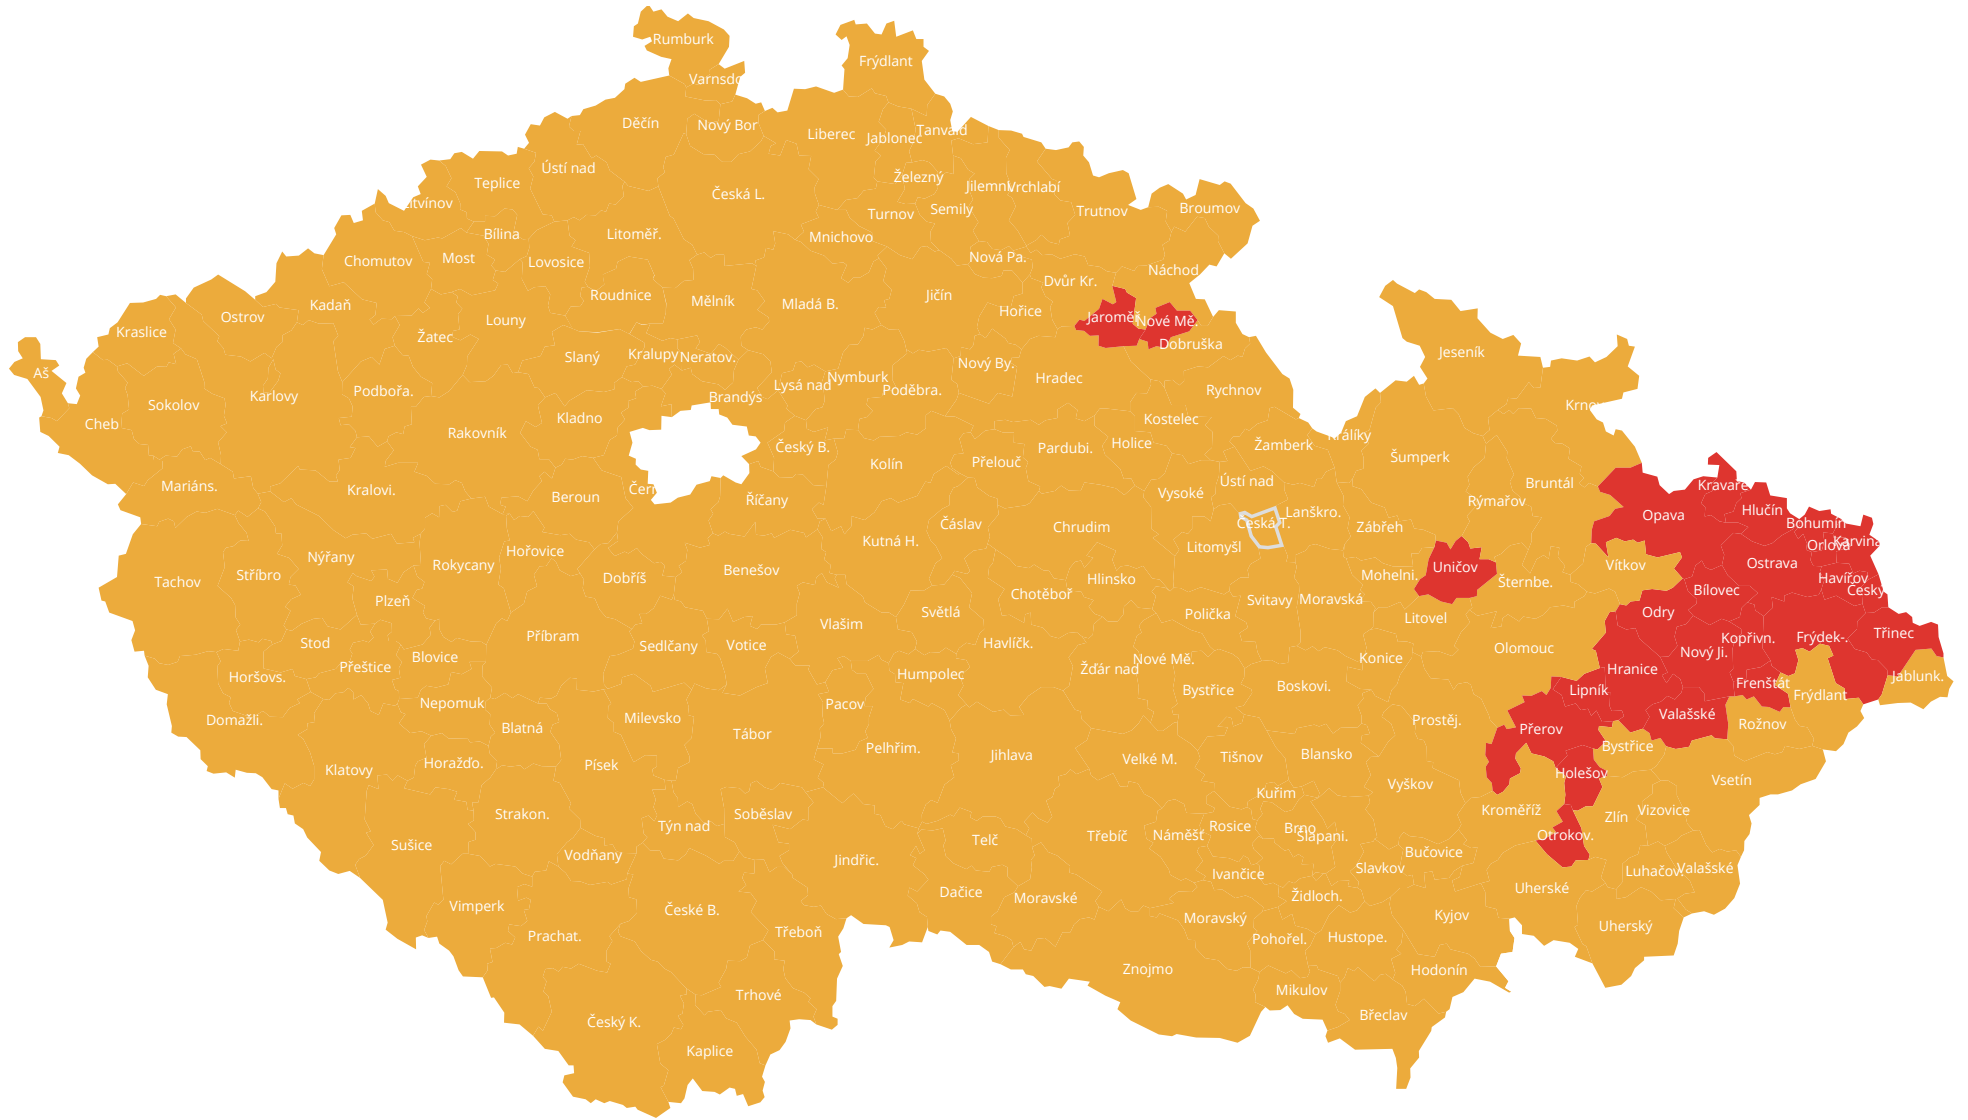 Rumburk
Frýdlant
Varnsdo
Děčín
Nový Bor
Liberec
Jablonec
Tanvald
Ústí nad
Teplice
Železný
Česká L.
Jilemni
Vrchlabí
Litvínov
Turnov
Semily
Trutnov
Broumov
Bílina
Litoměř.
Mnichovo
Chomutov
Most
Lovosice
Nová Pa.
Náchod
Dvůr Kr.
Roudnice
Mělník
Mladá B.
Jičín
Kadaň
Ostrov
Louny
Hořice
Jaroměř
Nové Mě.
Kraslice
Žatec
Dobruška
Slaný
Kralupy
Neratov.
Jeseník
Aš
Nový By.
Hradec
Nymburk
Lysá nad
Poděbra.
Podbořa.
Rychnov
Karlovy
Brandýs
Sokolov
Krnov
Kladno
Kostelec
Cheb
Rakovník
Králíky
Holice
Žamberk
Český B.
Pardubi.
Šumperk
Kolín
Přelouč
Mariáns.
Kralovi.
Ústí nad
Bruntál
Kravaře
Čern
Vysoké
Beroun
Říčany
Rýmařov
Hlučín
Lanškro.
Opava
Čáslav
Chrudim
Česká T.
Zábřeh
Bohumín
Kutná H.
Karviná
Orlová
Litomyšl
Hořovice
Nýřany
Rokycany
Vítkov
Ostrava
Uničov
Benešov
Stříbro
Mohelni.
Dobříš
Hlinsko
Havířov
Tachov
Šternbe.
Bílovec
Český
Chotěboř
Plzeň
Svitavy
Moravská
Světlá
Odry
Polička
Litovel
Vlašim
Třinec
Příbram
Frýdek-.
Kopřivn.
Stod
Havlíčk.
Sedlčany
Votice
Olomouc
Nový Ji.
Blovice
Konice
Nové Mě.
Přeštice
Žďár nad
Hranice
Humpolec
Horšovs.
Jablunk.
Frenštát
Boskovi.
Bystřice
Lipník
Frýdlant
Nepomuk
Pacov
Valašské
Milevsko
Domažli.
Prostěj.
Rožnov
Blatná
Přerov
Tábor
Bystřice
Pelhřim.
Jihlava
Blansko
Tišnov
Velké M.
Horažďo.
Písek
Klatovy
Holešov
Vsetín
Vyškov
Kuřim
Kroměříž
Vizovice
Strakon.
Soběslav
Zlín
Týn nad
Rosice
Brno
Šlapani.
Třebíč
Náměšť
Otrokov.
Telč
Sušice
Bučovice
Vodňany
Jindřic.
Slavkov
Valašské
Luhačov.
Ivančice
Uherské
Dačice
Židloch.
Moravské
Vimperk
České B.
Kyjov
Moravský
Uherský
Třeboň
Prachat.
Hustope.
Pohořel.
Znojmo
Hodonín
Mikulov
Trhové
Břeclav
Český K.
Kaplice